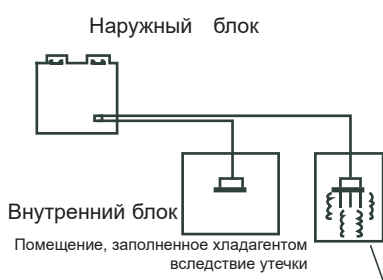 Наружный блок
Внутренний блок
Помещение, заполненное хладагентом
вследствие утечки